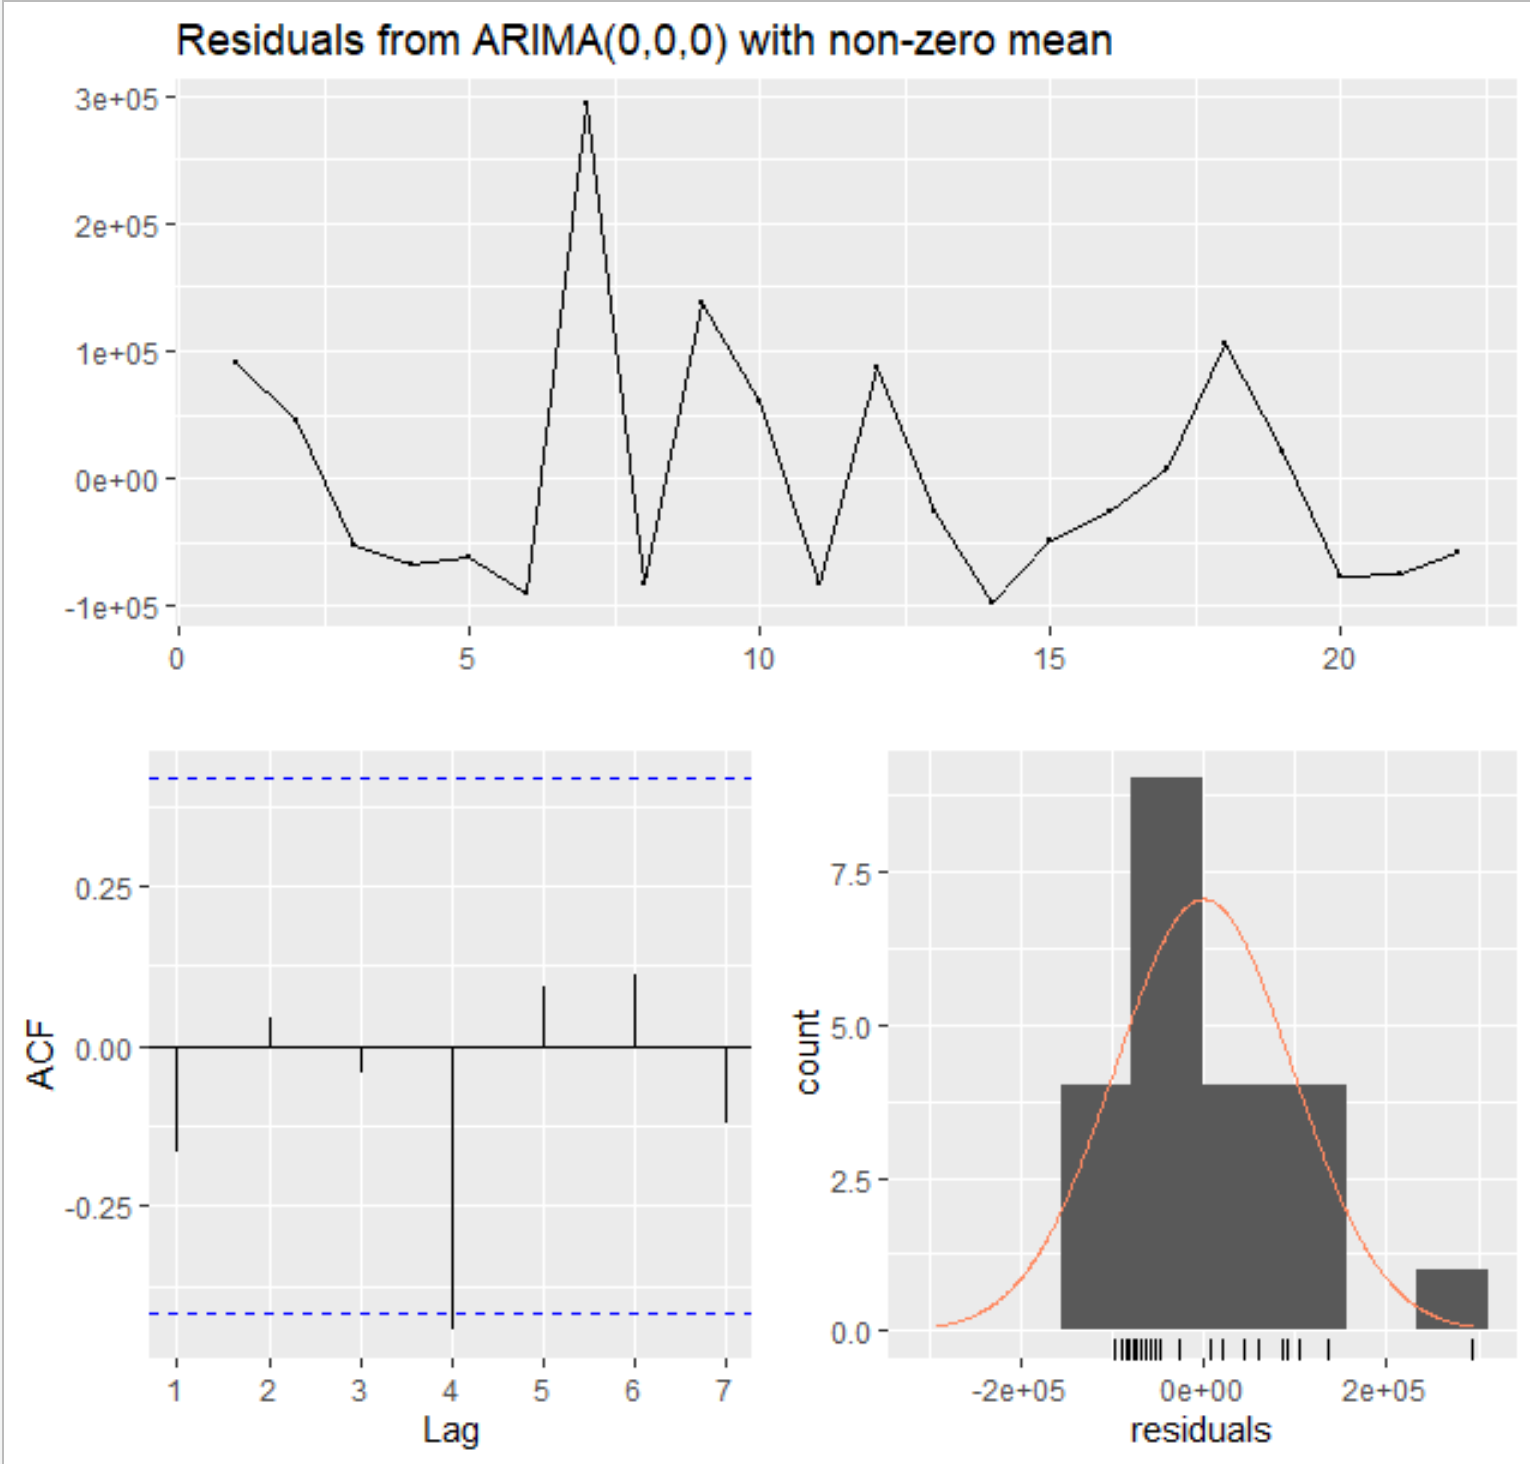 Residuals from ARIMA(0,0,0) with non-zero mean
3e+05
2e+05
1e+05
0e+00
-1e+05
0 5 10 15 20
ACF
0.25
0.00
-0.25
1 2 3 4 5 6 7
Lag
count
7.5
5.0
2.5
0.0
-2e+05 0e+00 2e+05
residuals